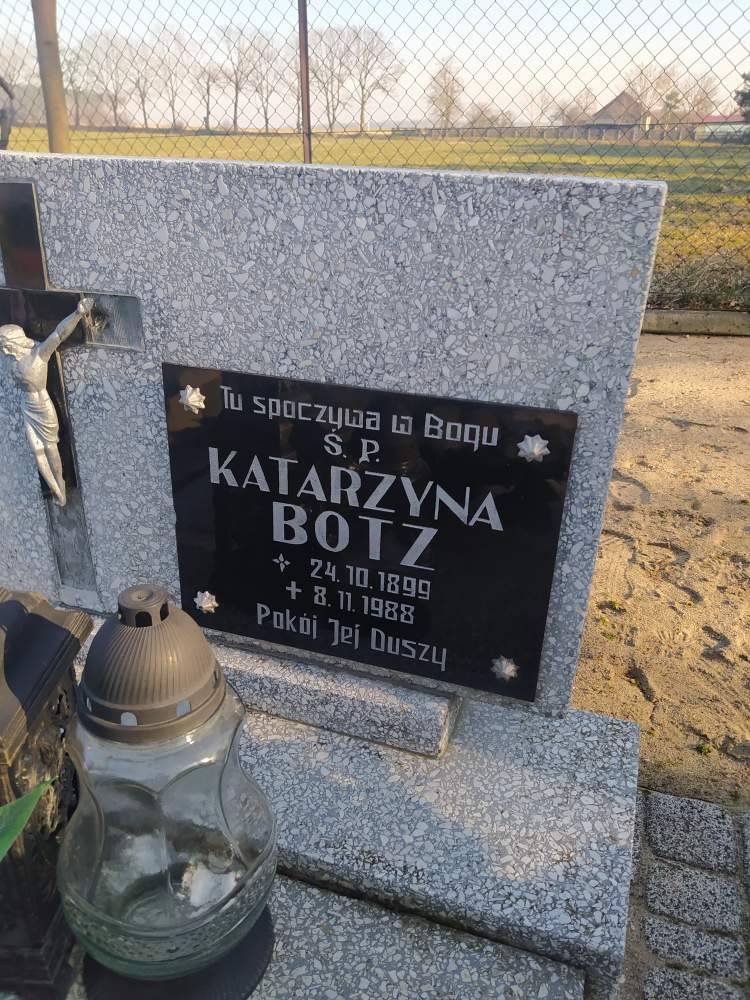 Tu spoczywa w Bogu
Ś. P.
KATARZYNA
BOTZ
24. 10. 1899
8. 11. 1988
Pokój Jej Duszy